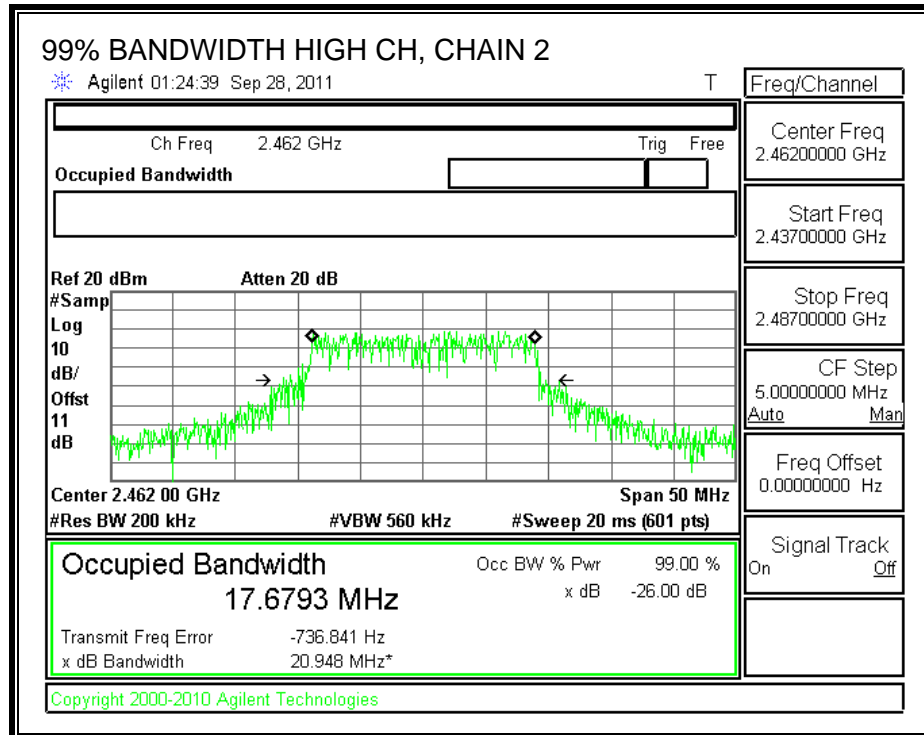 99% BANDWIDTH HIGH CH, CHAIN 2
Agilent 01:24:39 Sep 28, 2011 T
Freq/Channel
Ch Freq 2.462 GHz Trig Free
Occupied Bandwidth
Center Freq
2.46200000 GHz
Start Freq
2.43700000 GHz
Stop Freq
2.48700000 GHz
CF Step
5.00000000 MHz
Auto Man
Freq Offset
0.00000000 Hz
Signal Track
On Off
Ref 20 dBm Atten 20 dB
#Samp
Log
10
dB/
Offst
11
dB
Center 2.462 00 GHz Span 50 MHz
#Res BW 200 kHz #VBW 560 kHz #Sweep 20 ms (601 pts)
Occupied Bandwidth Occ BW % Pwr 99.00 %
17.6793 MHz x dB -26.00 dB
Transmit Freq Error -736.841 Hz
x dB Bandwidth 20.948 MHz*
Copyright 2000-2010 Agilent Technologies